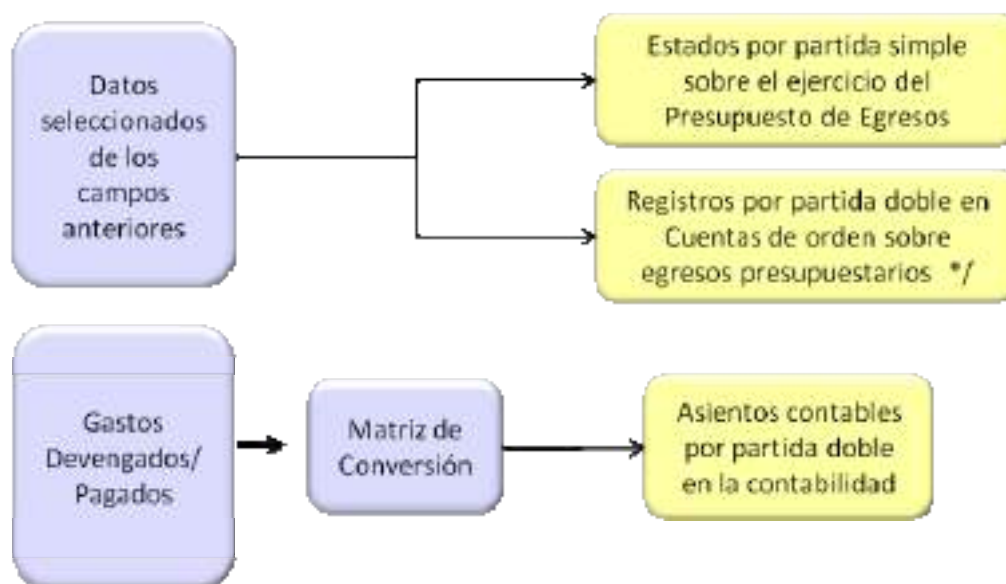 Datos
seleccionados
de los
campos
anteriores
Estados por partida simple
sobre el ejercicio del
Presupuesto de Egresos
Registros por partida doble en
Cuentas de orden sobre
egresos presupuestarios */
Gastos
Devengados/
Pagados
Matriz de
Conversión
Asientos contables
por partida doble
en la contabilidad